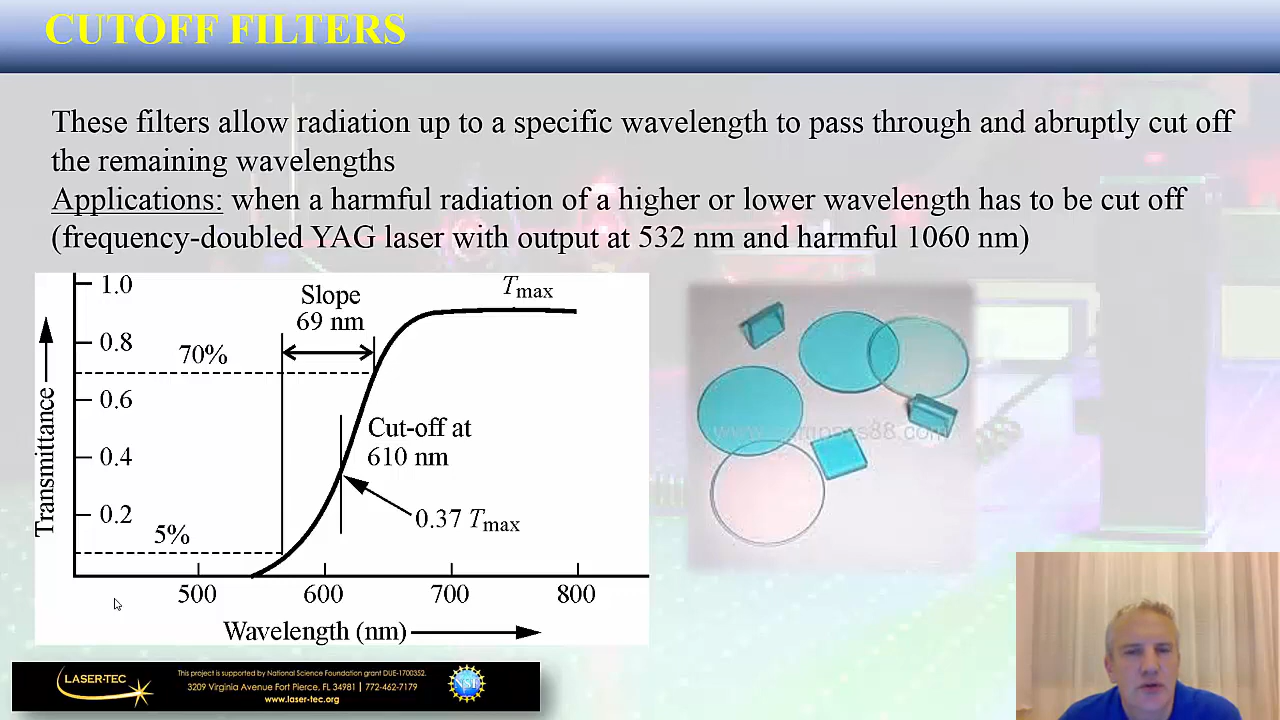 CUTOFF FILTERS
These filters allow radiation up to a specific wavelength to pass through and abruptly cut off
the remaining wavelengths
Applications: when a harmful radiation of a higher or lower wavelength has to be cut off
(frequency-doubled YAG laser with output at 532 nm and harmful 1060 nm)
1.0
0.8
0.6
0.4
0.2
Transmittance
Slope
69 nm
Tmax
70%
Cut-off at
610 nm
0.37 Tmax
5%
500 600 700 800
Wavelength (nm)
LASER-TEC
This project is supported by National Science Foundation grant DUE-1700352.
3209 Virginia Avenue Fort Pierce, FL 34981 | 772-462-7179
www.laser-tec.org
NSF